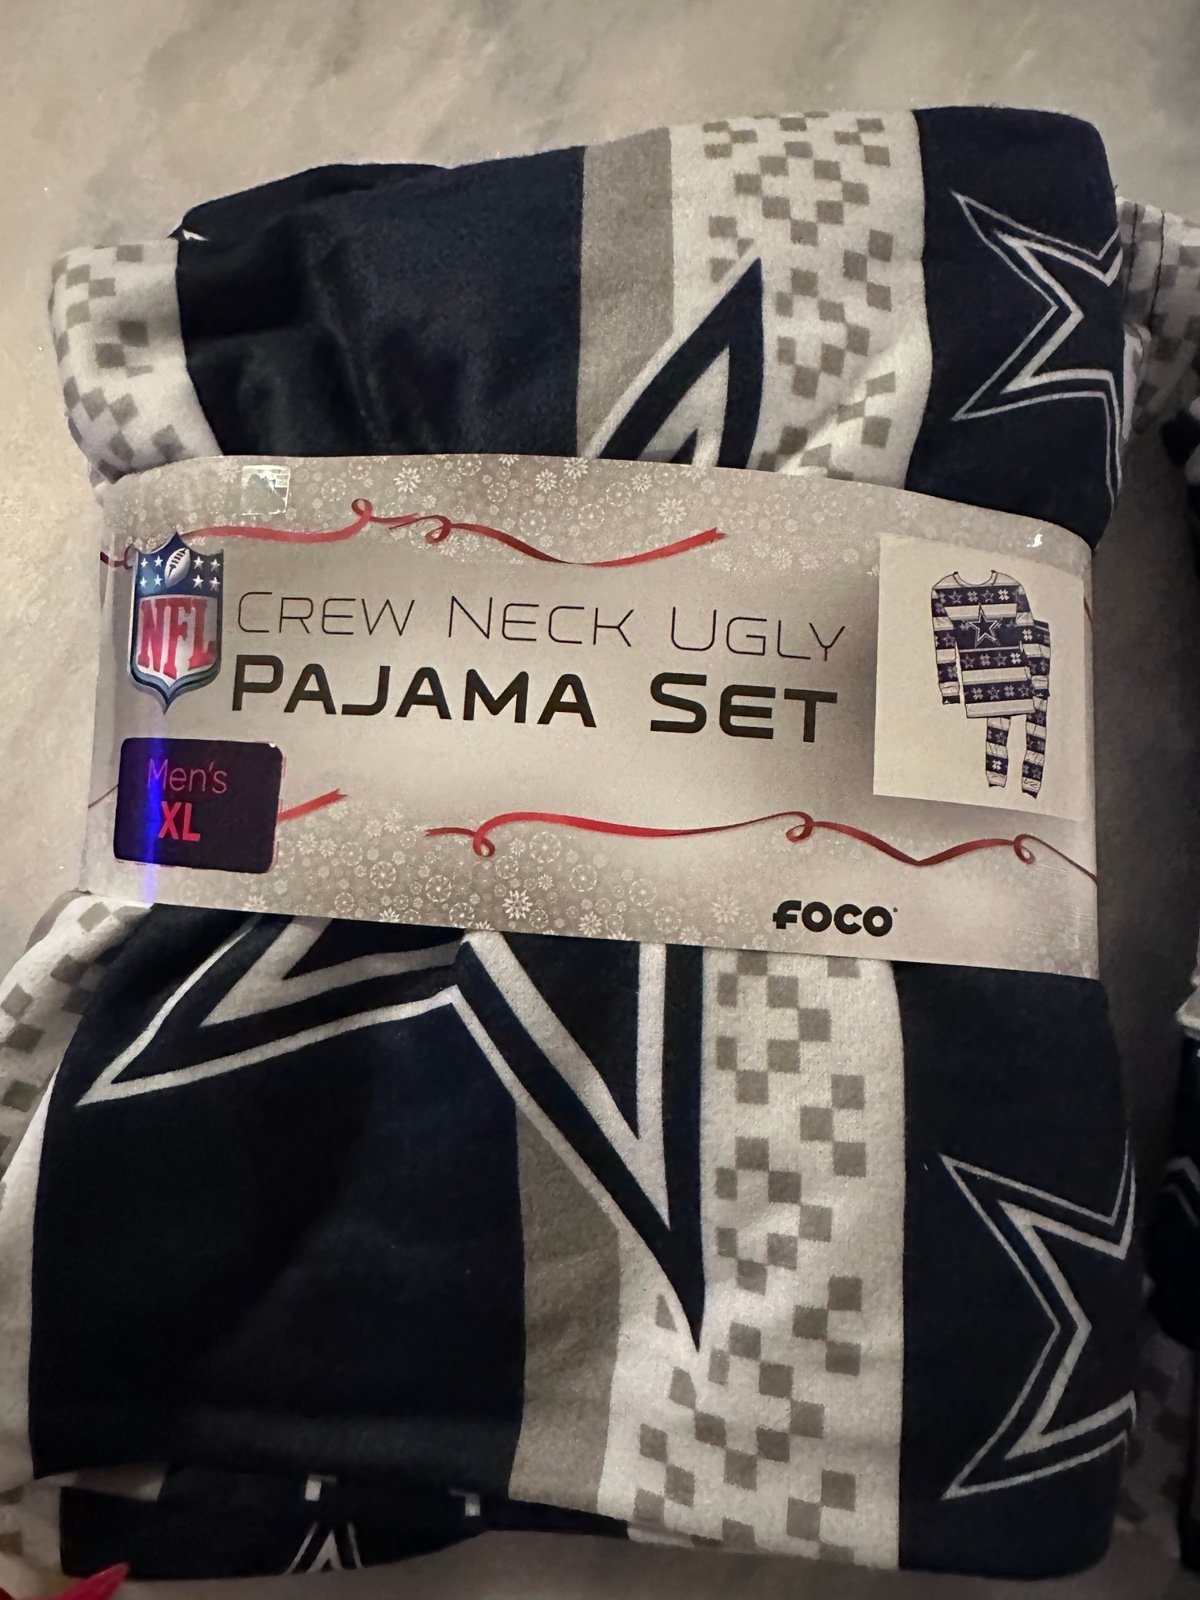 NFL
CREW NECK UGLY
PAJAMA SET
Men's
XL
FOCO